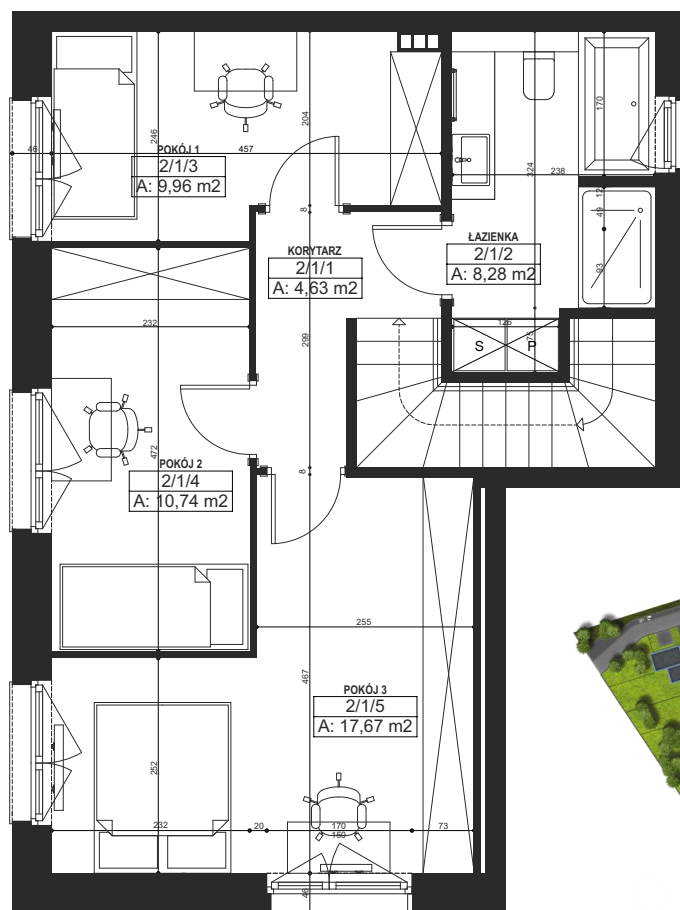 170
204
246
46
POKÓJ 1
2/1/3
A: 9,96 m2
457
324
238
12
49
93
8
KORYTARZ
2/1/1
A: 4,63 m2
ŁAZIENKA
2/1/2
A: 8,28 m2
126
75
S P
232
299
472
POKÓJ 2
2/1/4
A: 10,74 m2
8
255
467
POKÓJ 3
2/1/5
A: 17,67 m2
252
232
20
170
150
73
46